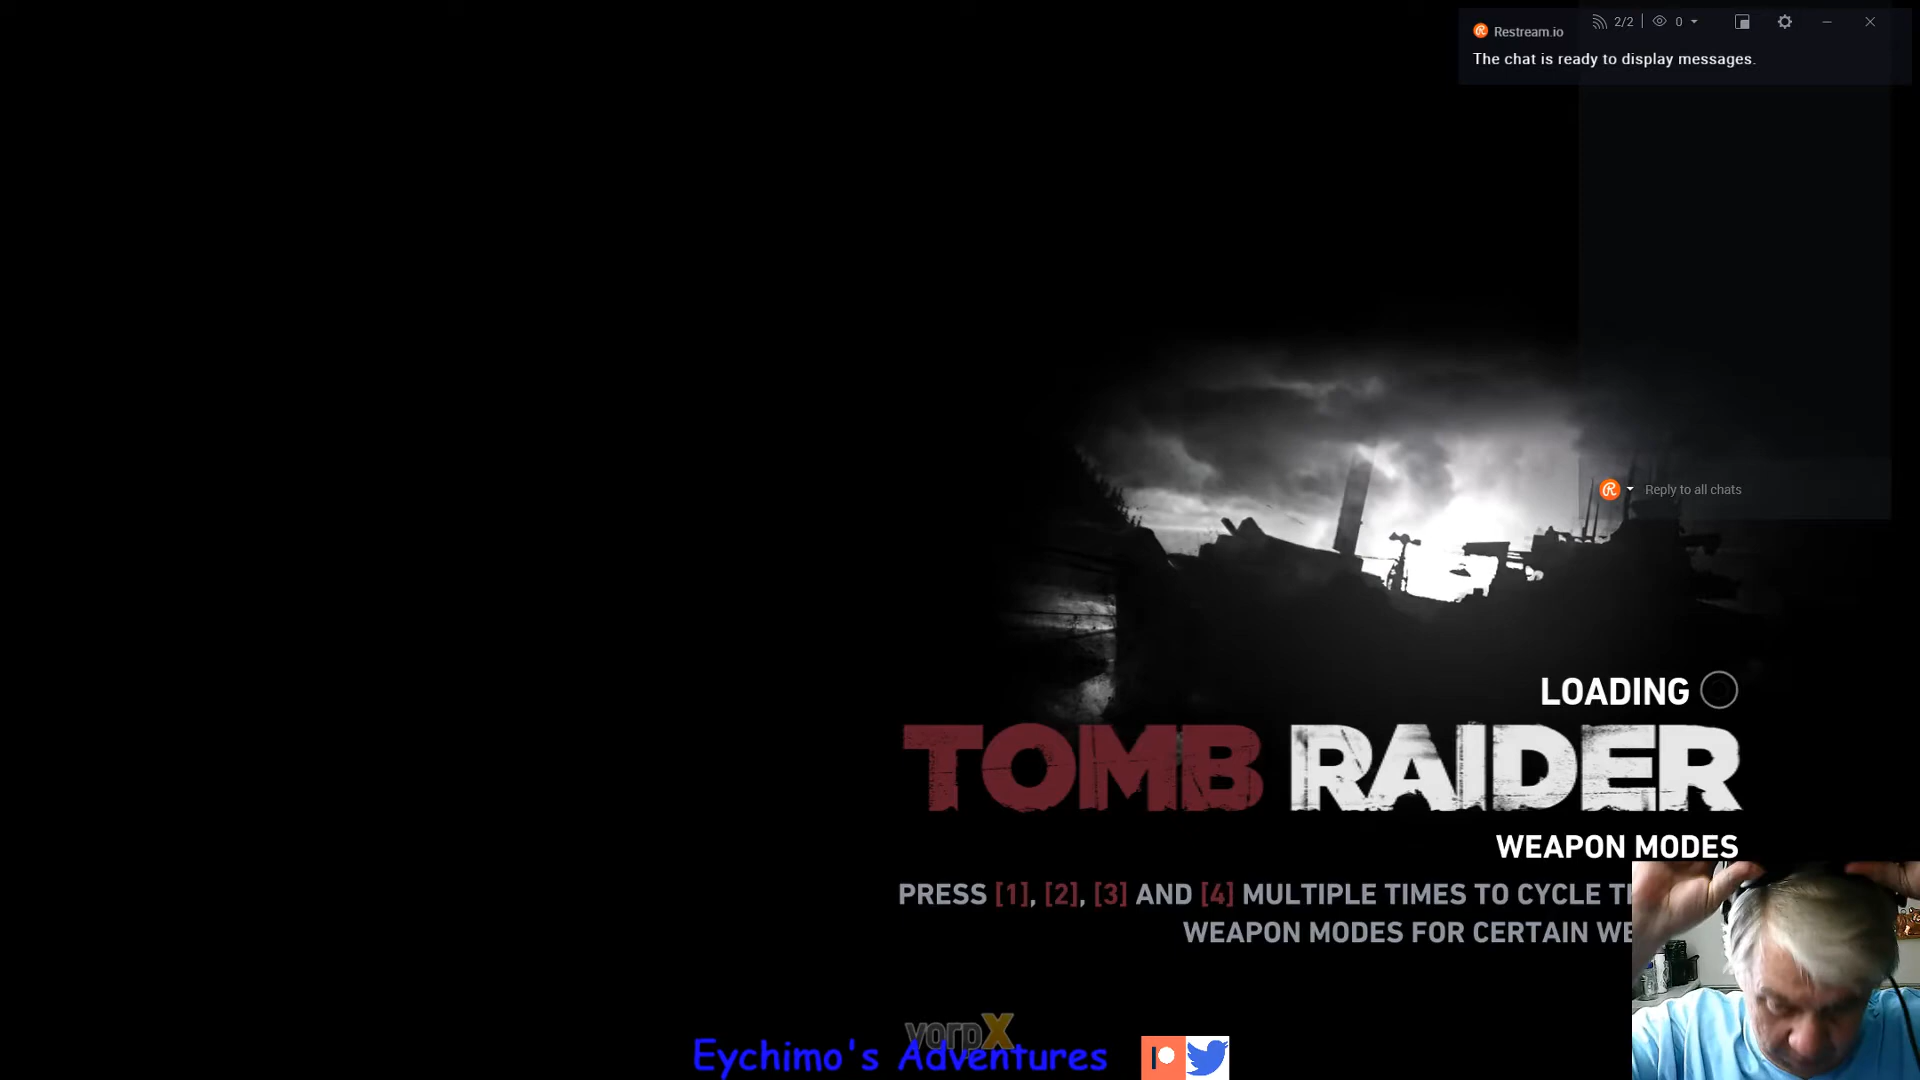 Restream.io
2/2
0
The chat is ready to display messages.
Reply to all chats
LOADING
TOMB RAIDER
WEAPON MODES
PRESS [1], [2], [3] AND [4] MULTIPLE TIMES TO CYCLE
WEAPON MODES FOR CERTAIN
vorpX
Eychimo's Adventures